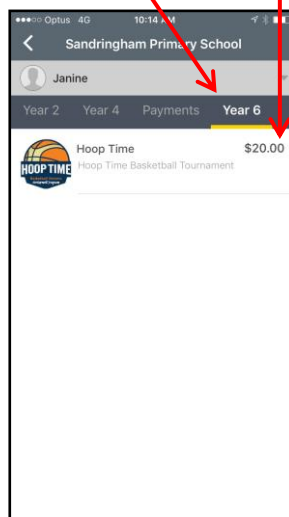 Optus 4G 10:14 AM
Sandringham Primary School
Janine
Year 2 Year 4 Payments Year 6
Hoop Time $20.00
Hoop Time Basketball Tournament
HOOP TIME